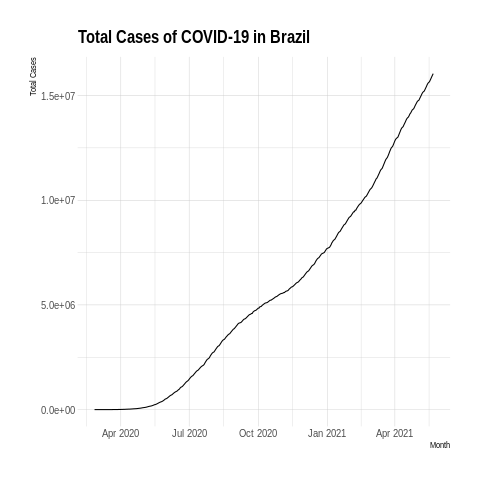 Total Cases of COVID-19 in Brazil
Total Cases
1.5e+07
1.0e+07
5.0e+06
0.0e+00
Apr 2020 Jul 2020 Oct 2020 Jan 2021 Apr 2021
Month